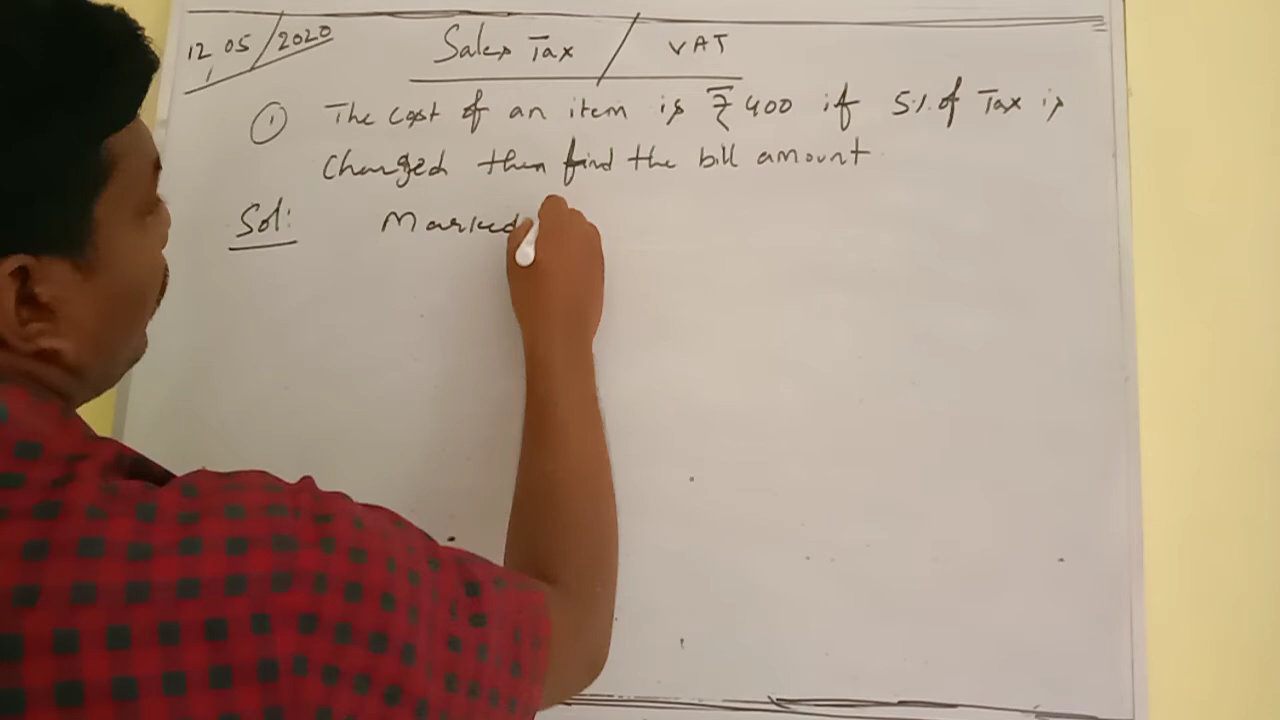 12/05/2020
Sales Tax / VAT
① The cost of an item is ₹400 if 5% of Tax is
charged then find the bill amount
Sol: Marked